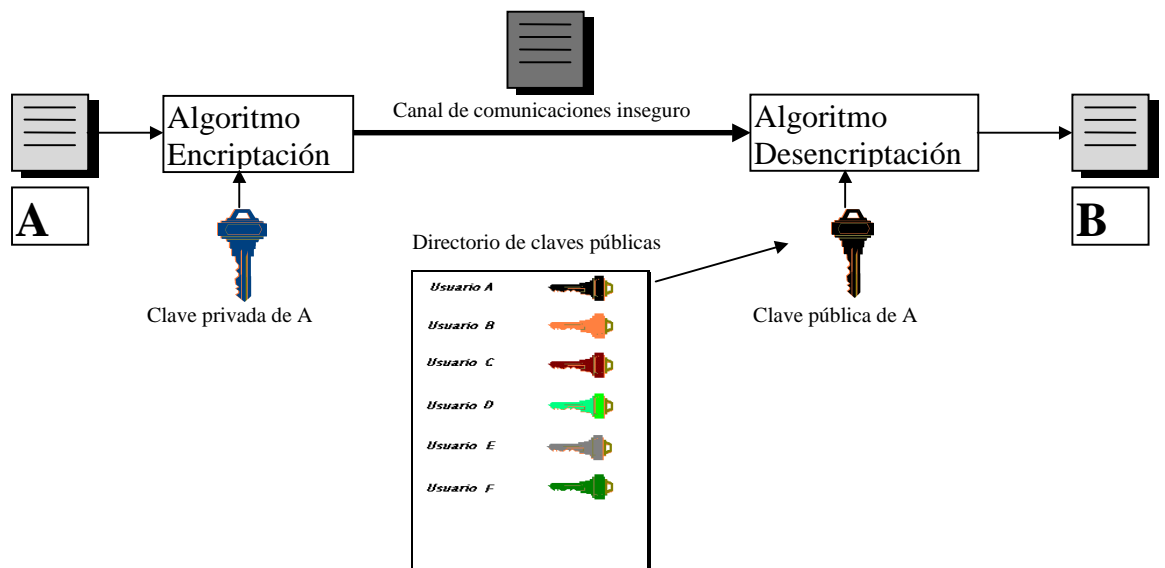 Canal de comunicaciones inseguro
Algoritmo
Encriptación
Algoritmo
Desencriptación
A
B
Clave privada de A
Directorio de claves públicas
Clave pública de A
Usuario A
Usuario B
Usuario C
Usuario D
Usuario E
Usuario F